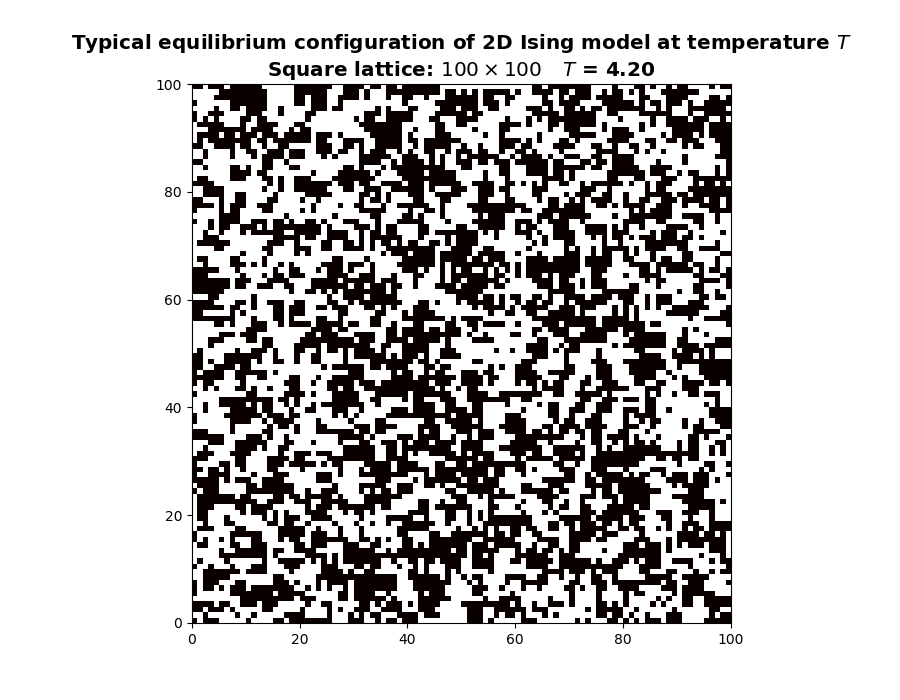 Typical equilibrium configuration of 2D Ising model at temperature T
Square lattice: 100 × 100 T = 4.20
100
80
60
40
20
0
0 20 40 60 80 100